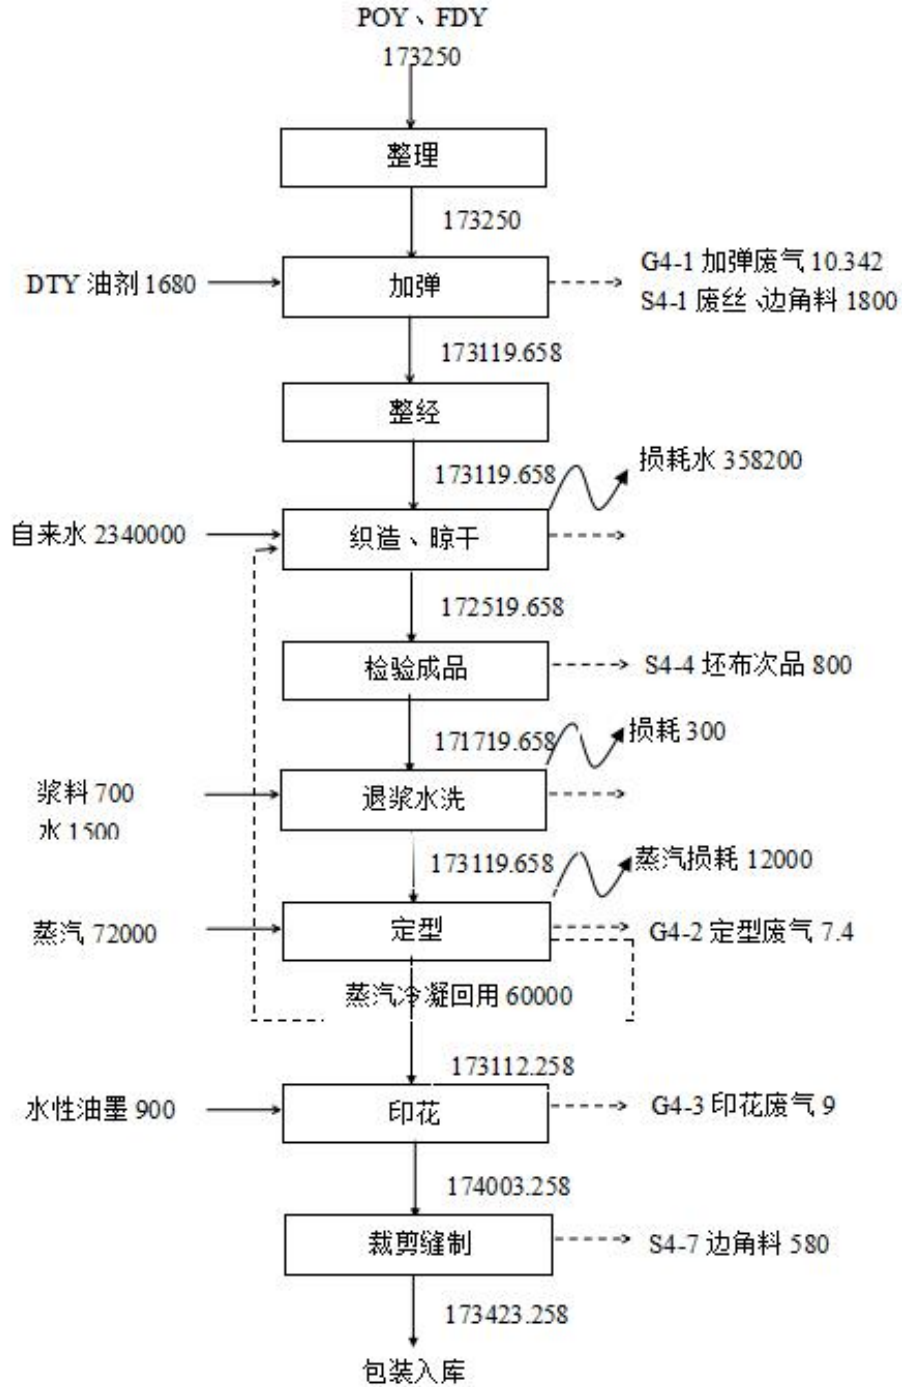 POY、FDY
173250
整理
173250
DTY 油剂 1680
加弹
G4-1 加弹废气 10.342
S4-1 废丝、边角料 1800
173119.658
整经
173119.658
损耗水 358200
自来水 2340000
织造、晾干
172519.658
检验成品
S4-4 坯布次品 800
171719.658
损耗 300
浆料 700
水 1500
退浆水洗
173119.658
蒸汽损耗 12000
蒸汽 72000
定型
G4-2 定型废气 7.4
蒸汽冷凝回用 60000
173112.258
水性油墨 900
印花
G4-3 印花废气 9
174003.258
裁剪缝制
S4-7 边角料 580
173423.258
包装入库